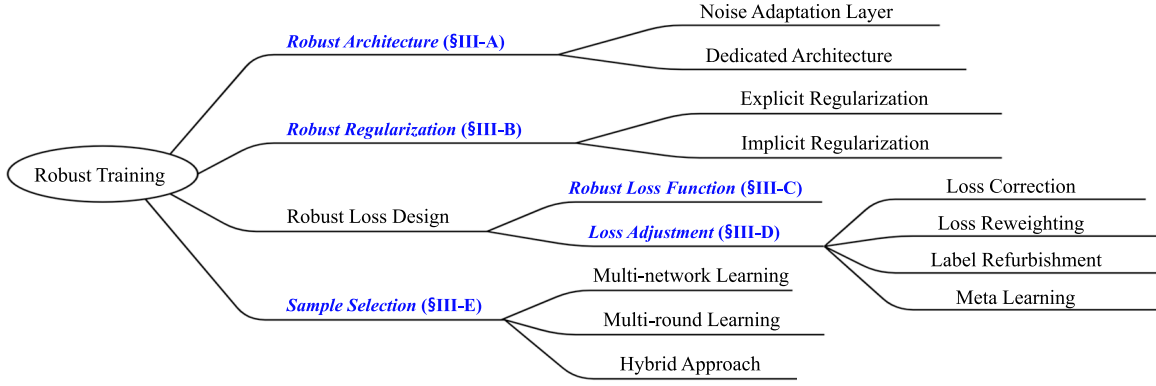 Robust Training
Robust Architecture (§III-A)
Noise Adaptation Layer
Dedicated Architecture
Robust Regularization (§III-B)
Explicit Regularization
Implicit Regularization
Robust Loss Design
Robust Loss Function (§III-C)
Loss Adjustment (§III-D)
Loss Correction
Loss Reweighting
Label Refurbishment
Meta Learning
Sample Selection (§III-E)
Multi-network Learning
Multi-round Learning
Hybrid Approach